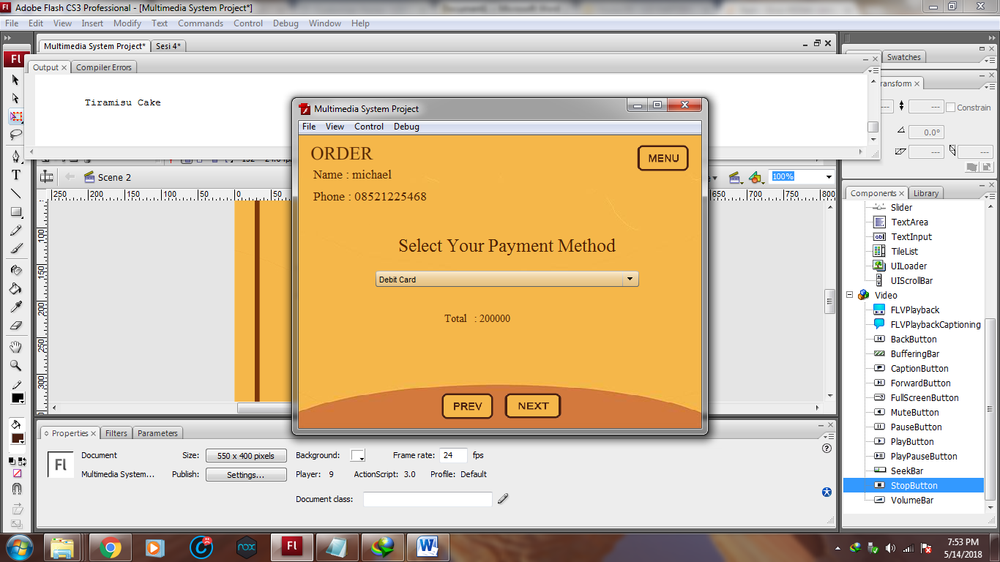 Adobe Flash CS3 Professional - [Multimedia System Project*]
File Edit View Insert Modify Text Commands Control Debug Window Help
Multimedia System Project* Sesi 4*
Output Compiler Errors
Tiramisu Cake
Swatches
ransform
Constrain
0.0°
Scene 2
100%
250 200 150 100 50 0 50
650 700 750 800
100
150
200
250
300
Multimedia System Project
File View Control Debug
ORDER
MENU
Name : michael
Phone : 08521225468
Select Your Payment Method
Debit Card
Total : 200000
PREV NEXT
Components Library
Slider
TextArea
TextInput
TileList
UILoader
UIScrollBar
Video
FLVPlayback
FLVPlaybackCaptioning
BackButton
BufferingBar
CaptionButton
ForwardButton
FullScreenButton
MuteButton
PauseButton
PlayButton
PlayPauseButton
SeekBar
StopButton
VolumeBar
Properties Filters Parameters
Fl
Document Size: 550 x 400 pixels Background: Frame rate: 24 fps
Multimedia System... Publish: Settings... Player: 9 ActionScript: 3.0 Profile: Default
Document class:
nox
Fl
7:53 PM
5/14/2018